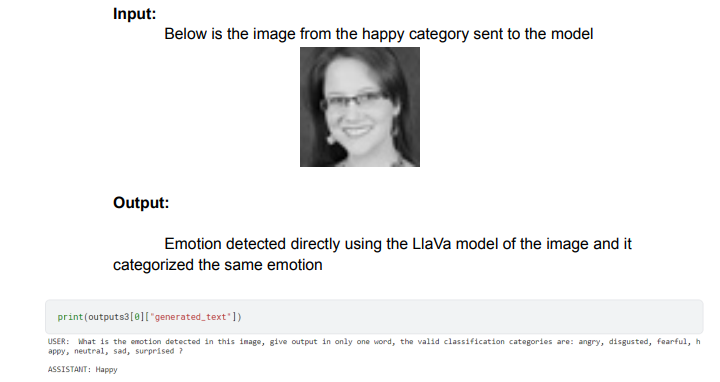 Input:
Below is the image from the happy category sent to the model
Output:
Emotion detected directly using the LlaVa model of the image and it
categorized the same emotion
print(outputs3[0]["generated_text"])
USER:  What is the emotion detected in this image, give output in only one word, the valid classification categories are: angry, disgusted, fearful, h
appy, neutral, sad, surprised ?
ASSISTANT: Happy